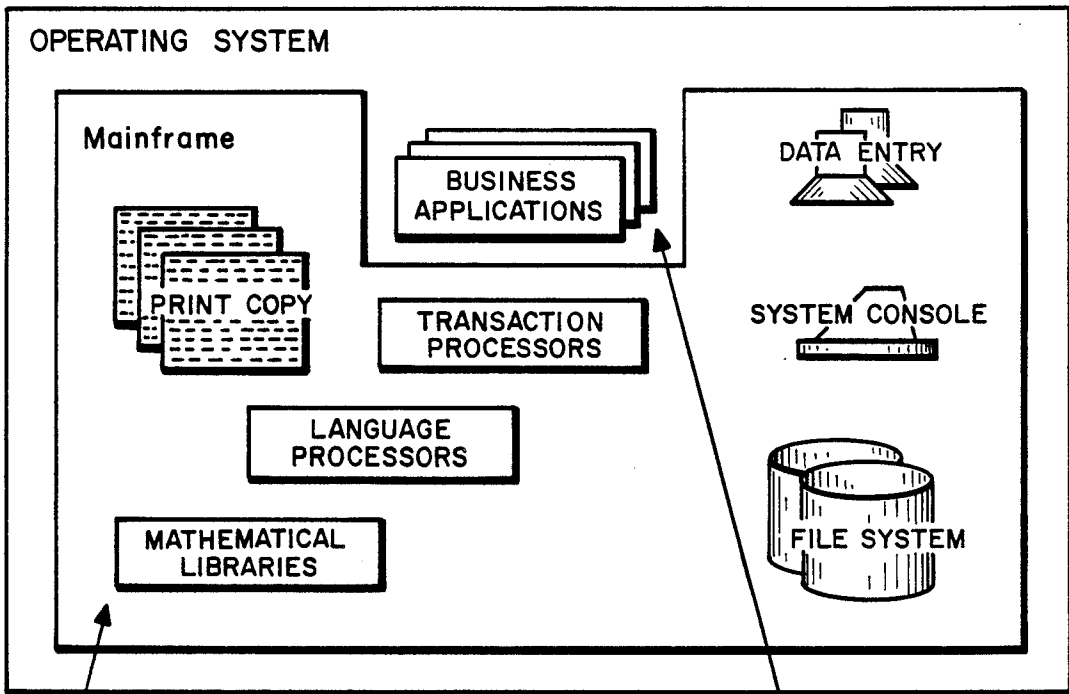 OPERATING SYSTEM
Mainframe
BUSINESS
APPLICATIONS
DATA ENTRY
PRINT COPY
TRANSACTION
PROCESSORS
SYSTEM CONSOLE
LANGUAGE
PROCESSORS
MATHEMATICAL
LIBRARIES
FILE SYSTEM